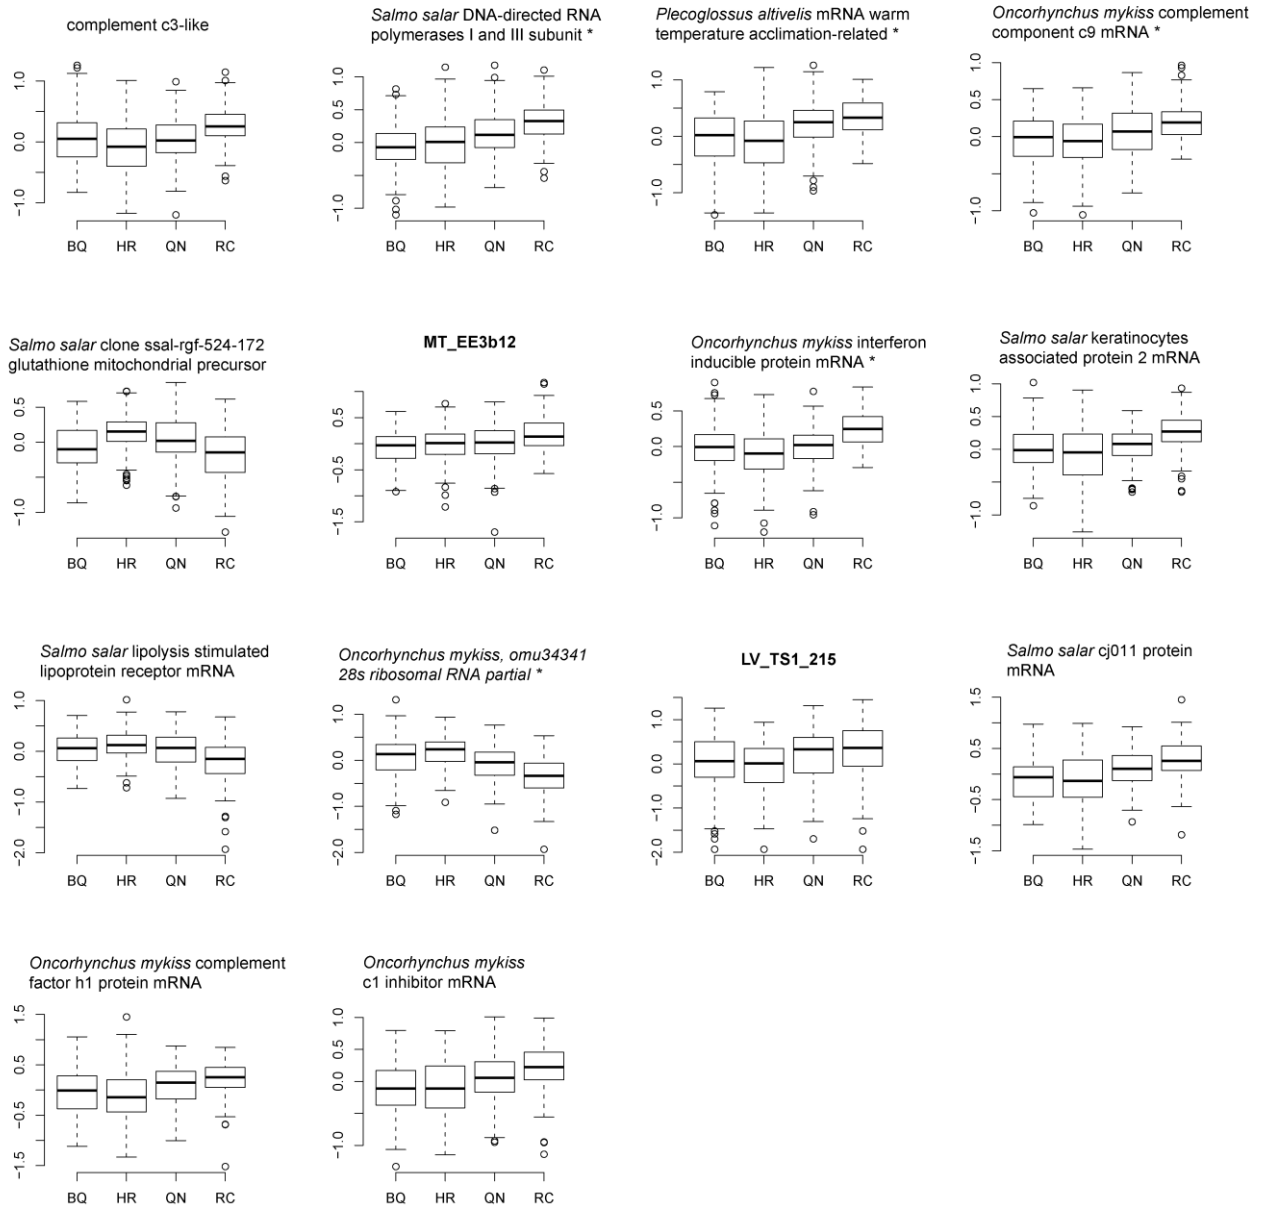 complement c3-like
1.0
0.0
−1.0
BQ HR QN RC
Salmo salar DNA-directed RNA
polymerases I and III subunit *
1.0
0.5
0.0
−1.0
BQ HR QN RC
Plecoglossus altivelis mRNA warm
temperature acclimation-related *
1.0
0.0
−1.0
BQ HR QN RC
Oncorhynchus mykiss complement
component c9 mRNA *
1.0
0.5
0.0
−1.0
BQ HR QN RC
Salmo salar clone ssal-rgf-524-172
glutathione mitochondrial precursor
0.5
0.0
−1.0
BQ HR QN RC
MT_EE3b12
0.5
−0.5
−1.5
BQ HR QN RC
Oncorhynchus mykiss interferon
inducible protein mRNA *
0.5
0.0
−1.0
BQ HR QN RC
Salmo salar keratinocytes
associated protein 2 mRNA
1.0
0.5
0.0
−1.0
BQ HR QN RC
Salmo salar lipolysis stimulated
lipoprotein receptor mRNA
1.0
0.0
−1.0
−2.0
BQ HR QN RC
Oncorhynchus mykiss, omu34341
28s ribosomal RNA partial *
1.0
0.0
−1.0
−2.0
BQ HR QN RC
LV_TS1_215
1.0
0.0
−1.0
−2.0
BQ HR QN RC
Salmo salar cj011 protein
mRNA
1.5
0.5
−0.5
−1.5
BQ HR QN RC
Oncorhynchus mykiss complement
factor h1 protein mRNA
1.5
0.5
−0.5
−1.5
BQ HR QN RC
Oncorhynchus mykiss
c1 inhibitor mRNA
1.0
0.5
0.0
−1.0
BQ HR QN RC